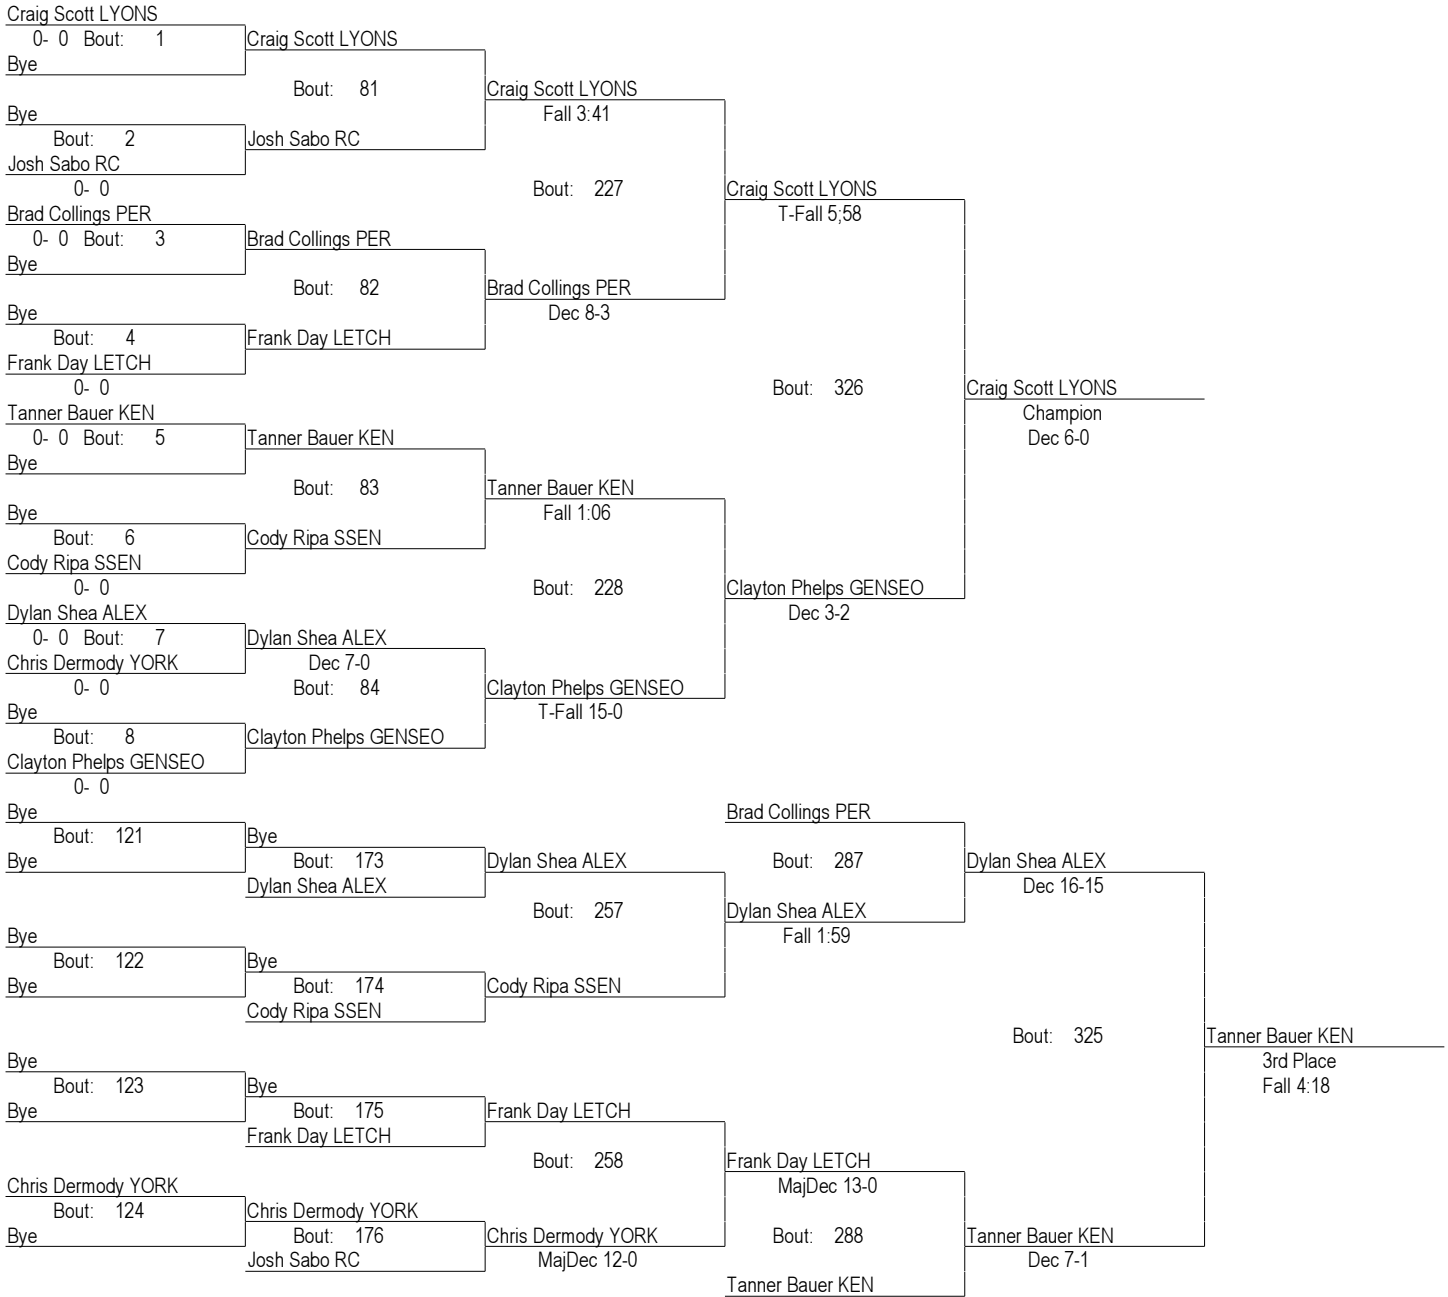 Craig Scott LYONS
0- 0 Bout: 1 Craig Scott LYONS
Bye
Bout: 81 Craig Scott LYONS
Bye Fall 3:41
Bout: 2 Josh Sabo RC
Josh Sabo RC
0- 0 Bout: 227 Craig Scott LYONS
Brad Collings PER T-Fall 5;58
0- 0 Bout: 3 Brad Collings PER
Bye
Bout: 82 Brad Collings PER
Bye Dec 8-3
Bout: 4 Frank Day LETCH
Frank Day LETCH
0- 0 Bout: 326 Craig Scott LYONS
Tanner Bauer KEN Champion
0- 0 Bout: 5 Tanner Bauer KEN Dec 6-0
Bye
Bout: 83 Tanner Bauer KEN
Bye Fall 1:06
Bout: 6 Cody Ripa SSEN
Cody Ripa SSEN
0- 0 Bout: 228 Clayton Phelps GENSEO
Dylan Shea ALEX Dec 3-2
0- 0 Bout: 7 Dylan Shea ALEX
Chris Dermody YORK Dec 7-0
0- 0 Bout: 84 Clayton Phelps GENSEO
Bye T-Fall 15-0
Bout: 8 Clayton Phelps GENSEO
Clayton Phelps GENSEO
0- 0
Bye Brad Collings PER
Bout: 121 Bye
Bye Bout: 173 Dylan Shea ALEX Bout: 287 Dylan Shea ALEX
Dylan Shea ALEX Dec 16-15
Bout: 257 Dylan Shea ALEX
Bye Fall 1:59
Bout: 122 Bye
Bye Bout: 174 Cody Ripa SSEN
Cody Ripa SSEN
Bout: 325 Tanner Bauer KEN
Bye 3rd Place
Bout: 123 Bye Fall 4:18
Bye Bout: 175 Frank Day LETCH
Frank Day LETCH
Bout: 258 Frank Day LETCH
Chris Dermody YORK MajDec 13-0
Bout: 124 Chris Dermody YORK
Bye Bout: 176 Chris Dermody YORK Bout: 288 Tanner Bauer KEN
Josh Sabo RC MajDec 12-0 Dec 7-1
Tanner Bauer KEN